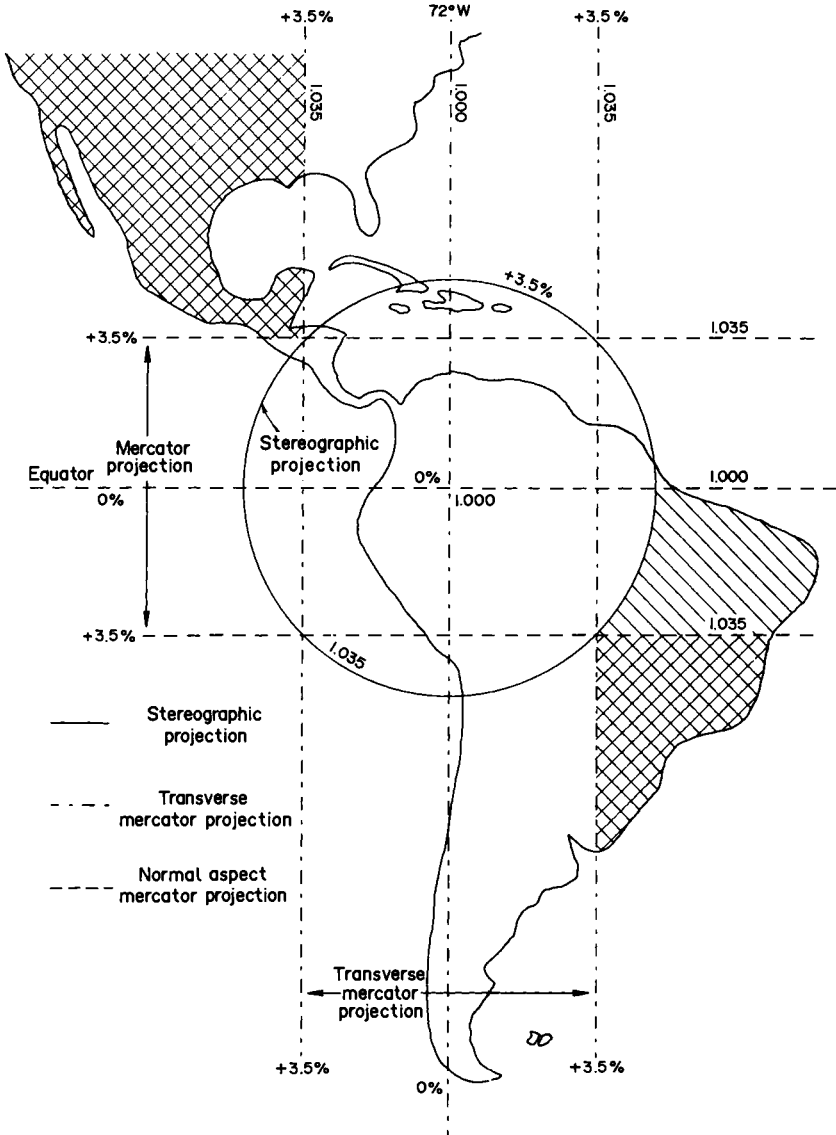 +3.5%
72°W
+3.5%
1.035
1.000
1.035
+3.5%
+3.5%
1.035
Mercator
projection
Stereographic
projection
Equator
0%
0%
1.000
1.000
+3.5%
1.035
1.035
Stereographic
projection
Transverse
mercator projection
Normal aspect
mercator projection
Transverse
mercator
projection
+3.5%
+3.5%
0%